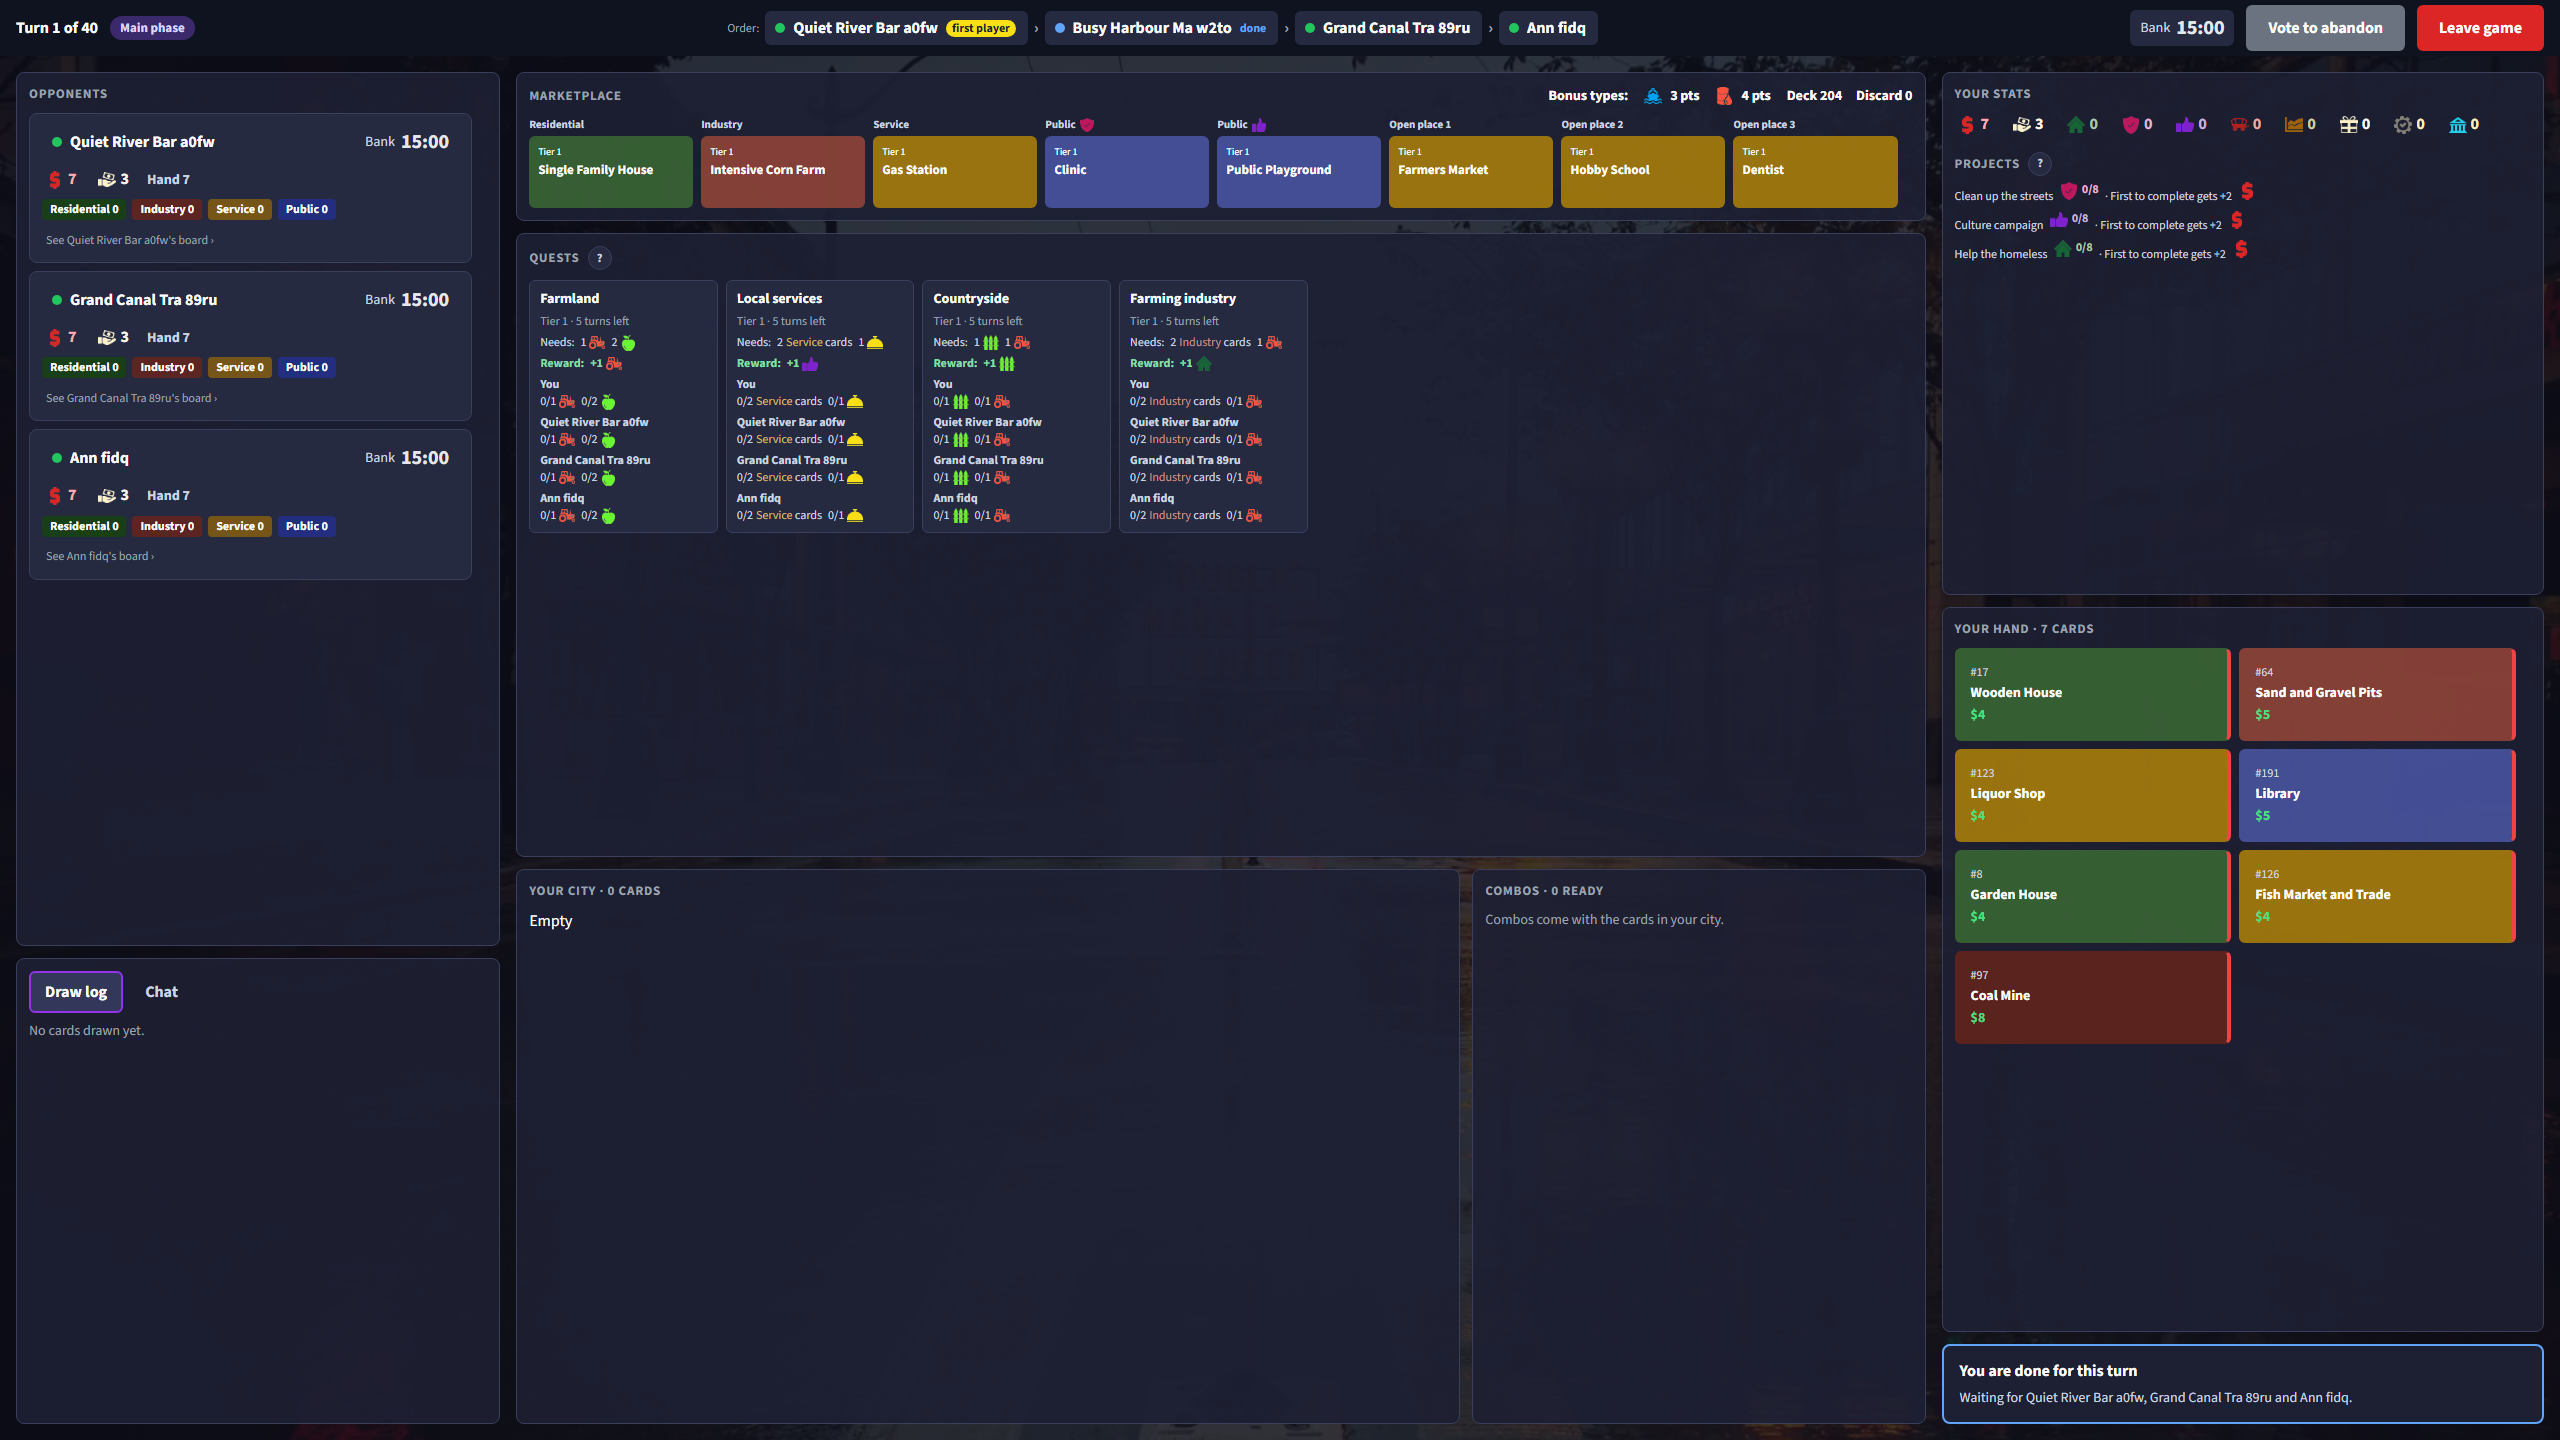 Turn 1 of 40 Main phase
Order: Quiet River Bar a0fw first player › Busy Harbour Ma w2to done › Grand Canal Tra 89ru › Ann fidq
Bank 15:00 Vote to abandon Leave game
OPPONENTS
Quiet River Bar a0fw Bank 15:00
7 3 Hand 7
Residential 0 Industry 0 Service 0 Public 0
See Quiet River Bar a0fw's board ›
Grand Canal Tra 89ru Bank 15:00
7 3 Hand 7
Residential 0 Industry 0 Service 0 Public 0
See Grand Canal Tra 89ru's board ›
Ann fidq Bank 15:00
7 3 Hand 7
Residential 0 Industry 0 Service 0 Public 0
See Ann fidq's board ›
Draw log Chat
No cards drawn yet.
MARKETPLACE Bonus types: 3 pts 4 pts Deck 204 Discard 0
Residential Industry Service Public Public Open place 1 Open place 2 Open place 3
Tier 1 Tier 1 Tier 1 Tier 1 Tier 1 Tier 1 Tier 1 Tier 1
Single Family House Intensive Corn Farm Gas Station Clinic Public Playground Farmers Market Hobby School Dentist
QUESTS ?
Farmland
Tier 1 · 5 turns left
Needs: 1 2
Reward: +1
You
0/1 0/2
Quiet River Bar a0fw
0/1 0/2
Grand Canal Tra 89ru
0/1 0/2
Ann fidq
0/1 0/2
Local services
Tier 1 · 5 turns left
Needs: 2 Service cards 1
Reward: +1
You
0/2 Service cards 0/1
Quiet River Bar a0fw
0/2 Service cards 0/1
Grand Canal Tra 89ru
0/2 Service cards 0/1
Ann fidq
0/2 Service cards 0/1
Countryside
Tier 1 · 5 turns left
Needs: 1 1
Reward: +1
You
0/1 0/1
Quiet River Bar a0fw
0/1 0/1
Grand Canal Tra 89ru
0/1 0/1
Ann fidq
0/1 0/1
Farming industry
Tier 1 · 5 turns left
Needs: 2 Industry cards 1
Reward: +1
You
0/2 Industry cards 0/1
Quiet River Bar a0fw
0/2 Industry cards 0/1
Grand Canal Tra 89ru
0/2 Industry cards 0/1
Ann fidq
0/2 Industry cards 0/1
YOUR CITY · 0 CARDS
Empty
COMBOS · 0 READY
Combos come with the cards in your city.
YOUR STATS
$ 7 3 0 0 0 0 0 0 0 0
PROJECTS ?
Clean up the streets 0/8 · First to complete gets +2 $
Culture campaign 0/8 · First to complete gets +2 $
Help the homeless 0/8 · First to complete gets +2 $
YOUR HAND · 7 CARDS
#17
Wooden House
$4
#64
Sand and Gravel Pits
$5
#123
Liquor Shop
$4
#191
Library
$5
#8
Garden House
$4
#126
Fish Market and Trade
$4
#97
Coal Mine
$8
You are done for this turn
Waiting for Quiet River Bar a0fw, Grand Canal Tra 89ru and Ann fidq.